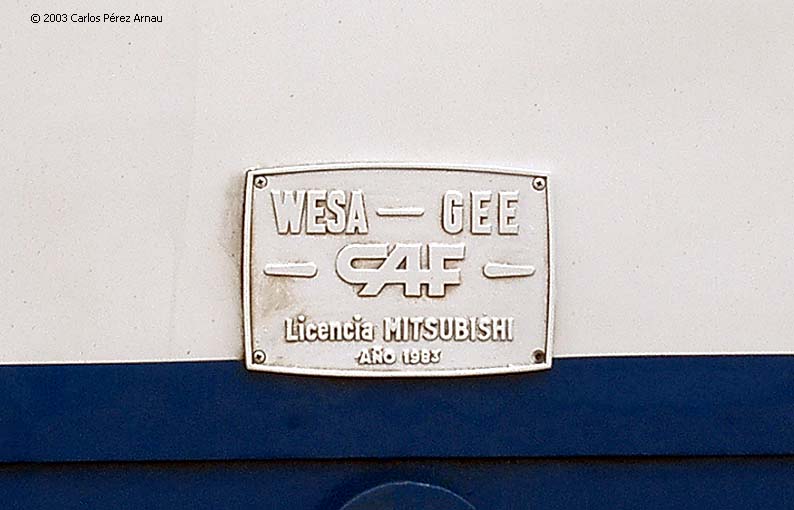 © 2003 Carlos Pérez Arnau
WESA — GEE
— CAF —
Licencia MITSUBISHI
AÑO 1983